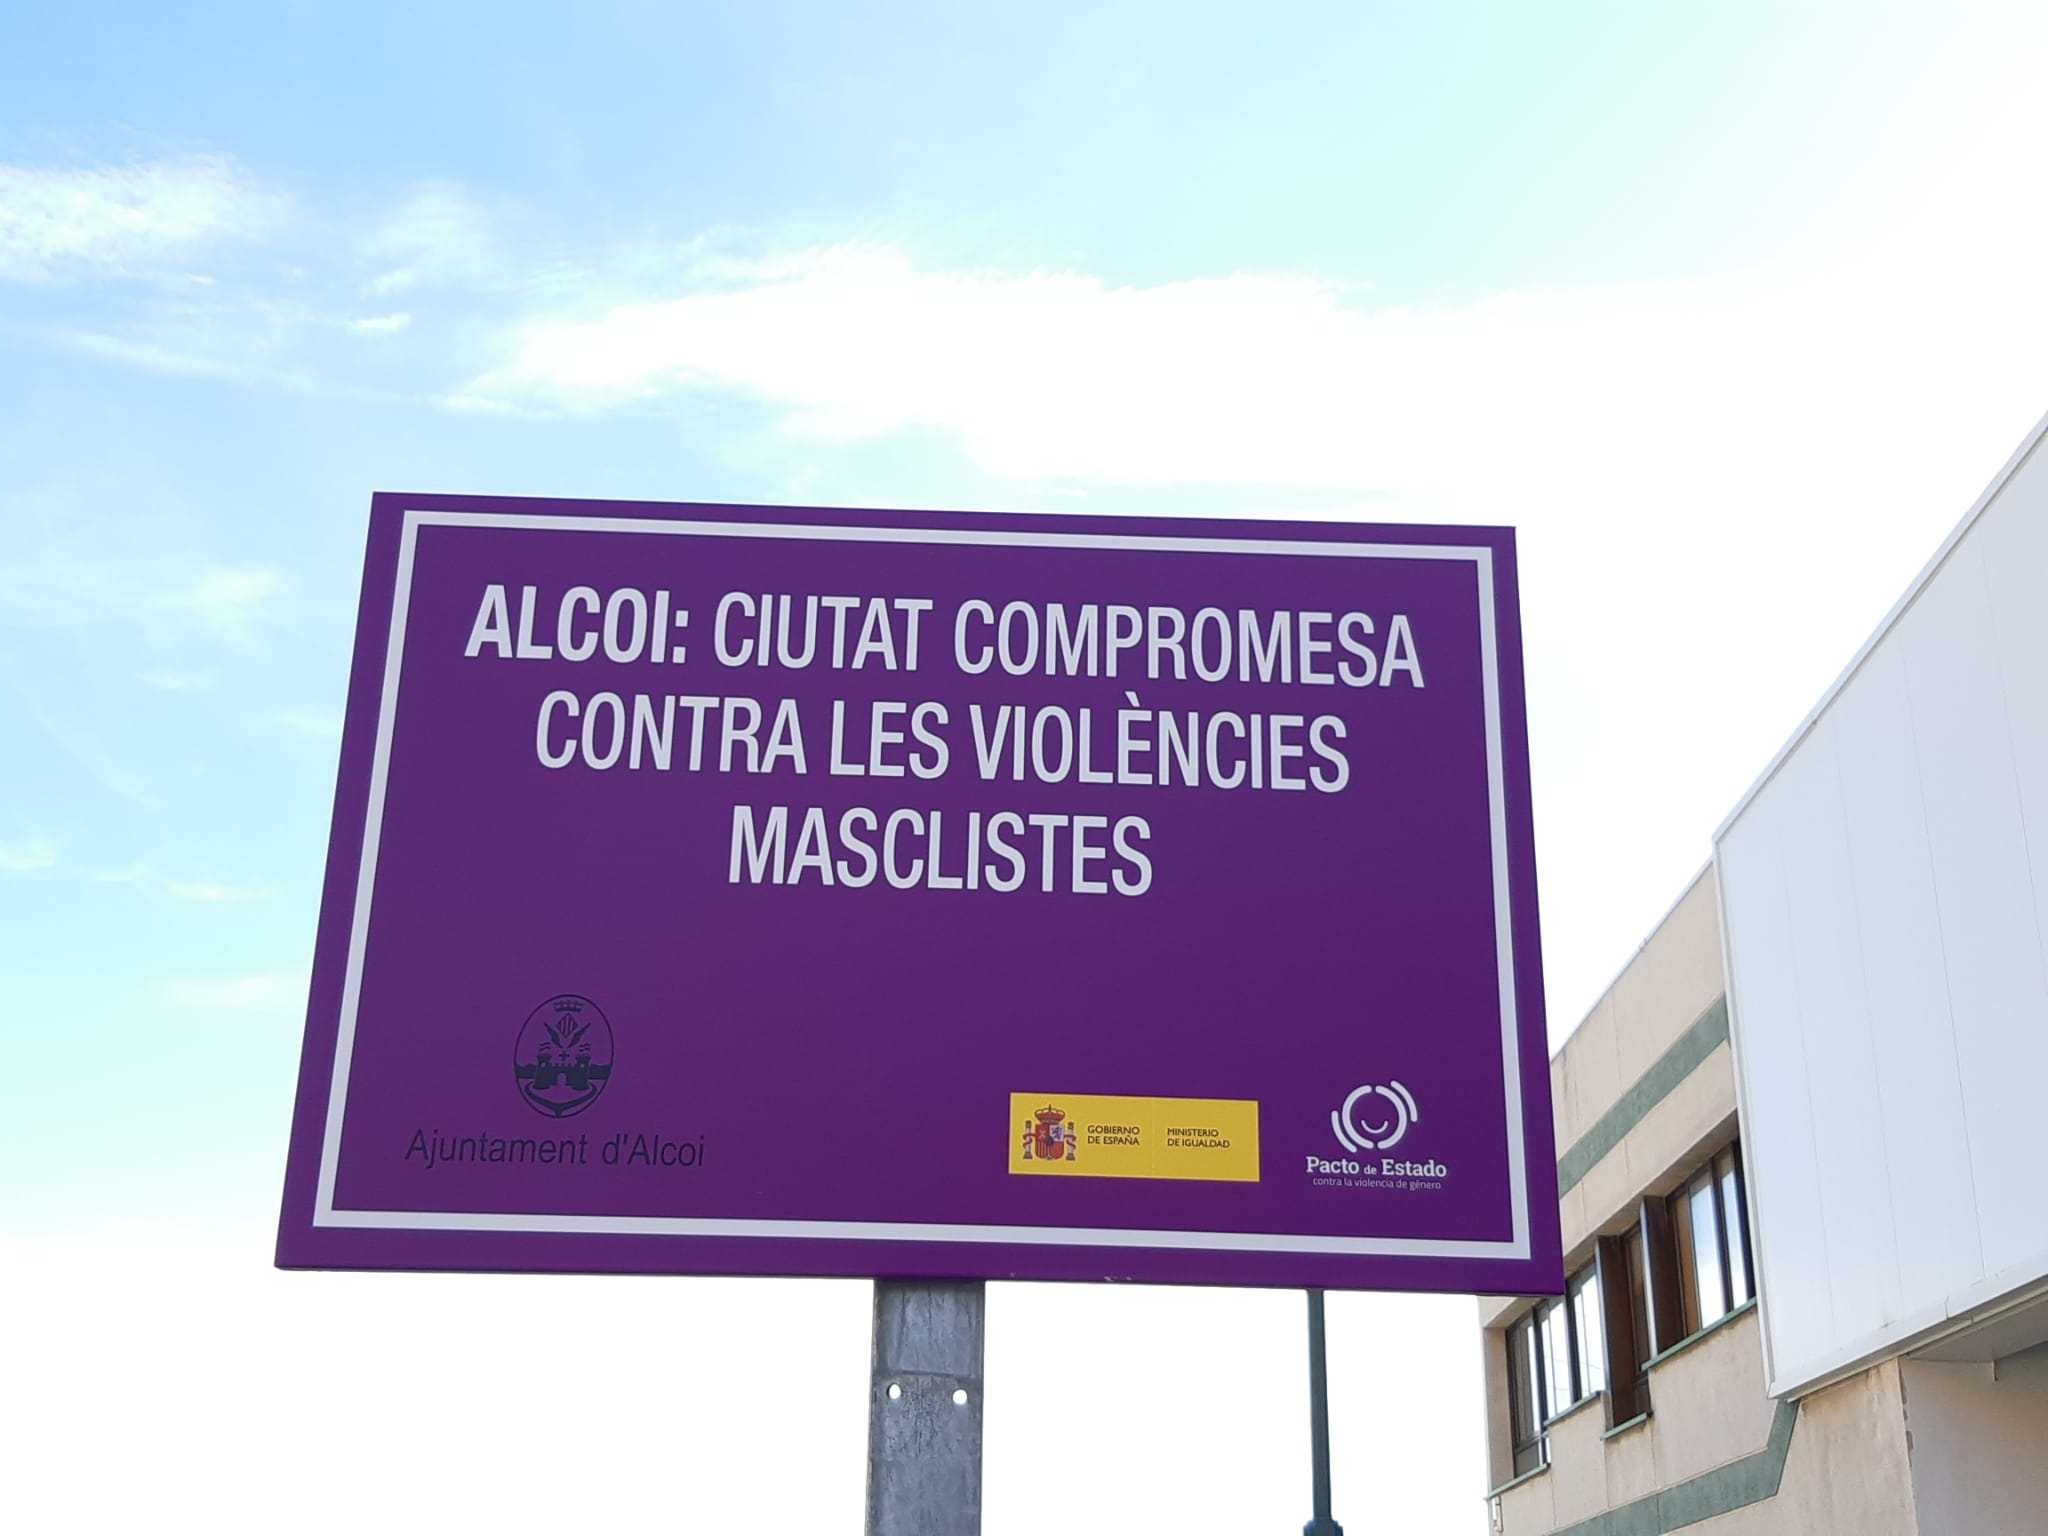 ALCOI: CIUTAT COMPROMESA
CONTRA LES VIOLÈNCIES
MASCLISTES
Ajuntament d'Alcoi
GOBIERNO
DE ESPAÑA
MINISTERIO
DE IGUALDAD
Pacto de Estado
contra la violencia de género